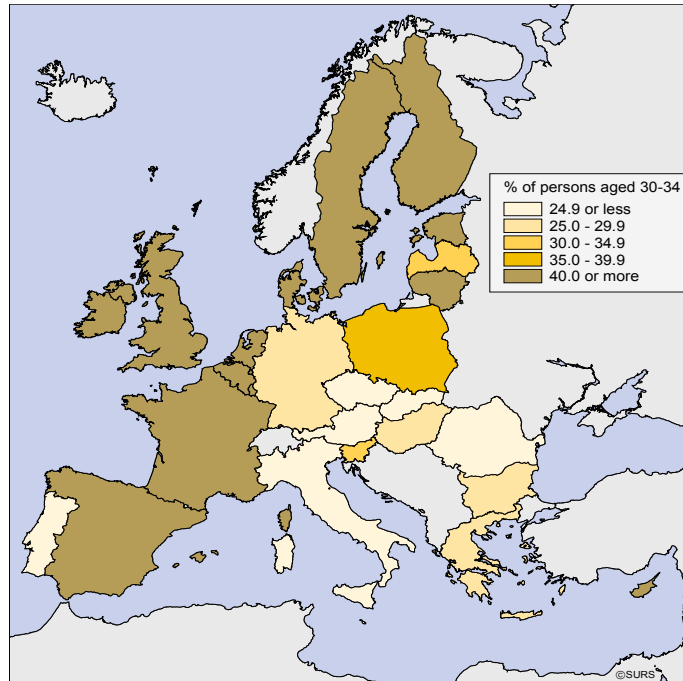 % of persons aged 30-34
24.9 or less
25.0 - 29.9
30.0 - 34.9
35.0 - 39.9
40.0 or more
©SURS